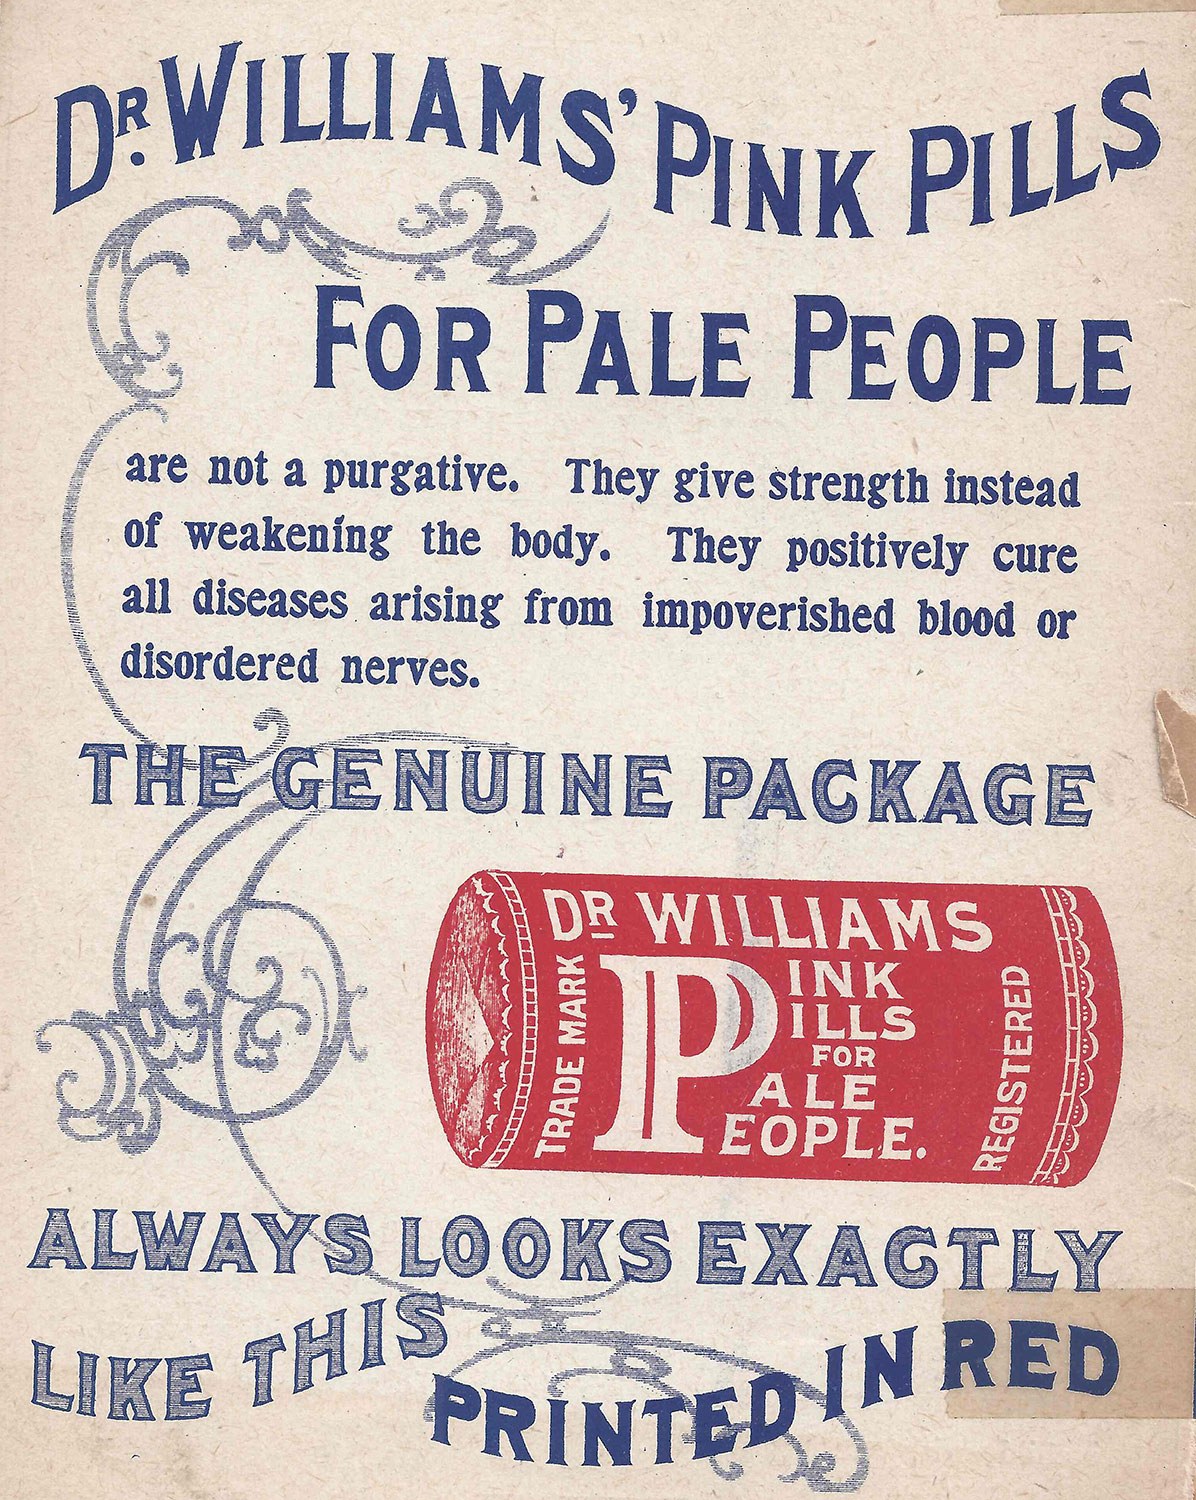 DR. WILLIAMS' PINK PILLS
FOR PALE PEOPLE
are not a purgative. They give strength instead
of weakening the body. They positively cure
all diseases arising from impoverished blood or
disordered nerves.
THE GENUINE PACKAGE
DR WILLIAMS
TRADE MARK
PINK
PILLS
FOR
PALE
PEOPLE.
REGISTERED
ALWAYS LOOKS EXACTLY
LIKE THIS
PRINTED IN RED